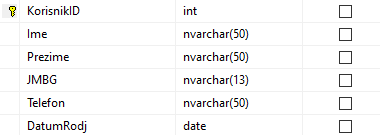 KorisnikID int
Ime nvarchar(50)
Prezime nvarchar(50)
JMBG nvarchar(13)
Telefon nvarchar(50)
DatumRodj date